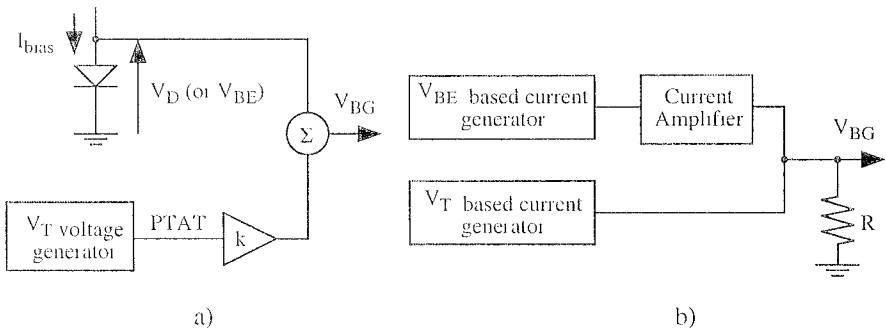 I_bias
V_D (or V_BE)
V_BG
Σ
V_T voltage
generator
PTAT
k
a)
V_BE based current
generator
Current
Amplifier
V_BG
V_T based current
generator
R
b)